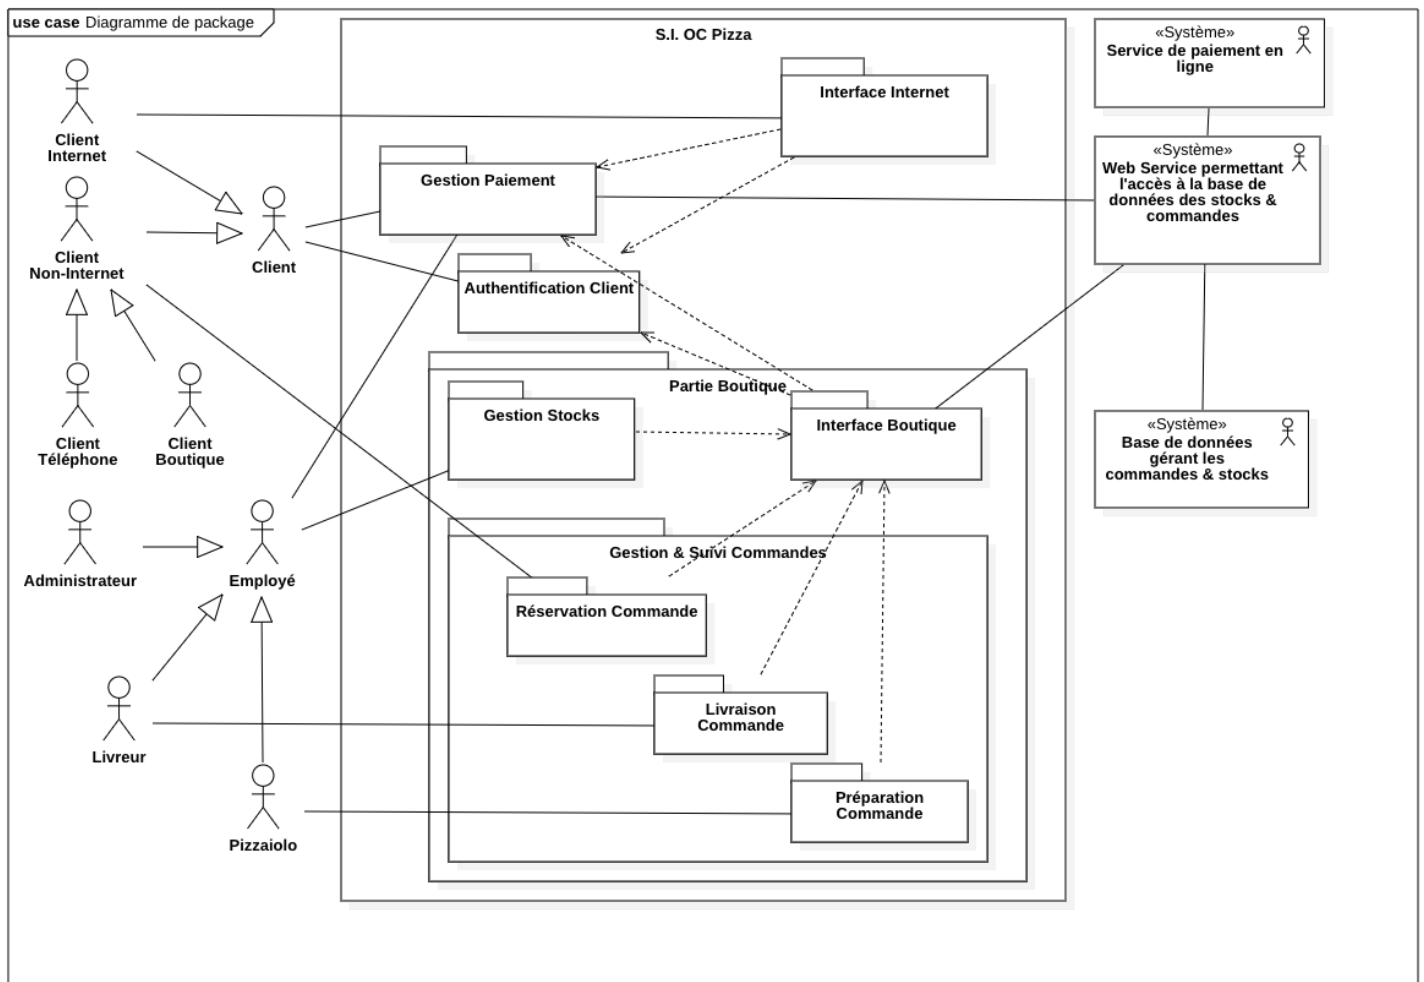 use case Diagramme de package
S.I. OC Pizza
«Système»
Service de paiement en
ligne
Interface Internet
Client
Internet
«Système»
Web Service permettant
l'accès à la base de
données des stocks &
commandes
Gestion Paiement
Client
Non-Internet
Client
Authentification Client
Partie Boutique
Gestion Stocks
Interface Boutique
«Système»
Base de données
gérant les
commandes & stocks
Client
Téléphone
Client
Boutique
Gestion & Suivi Commandes
Administrateur
Employé
Réservation Commande
Livraison
Commande
Livreur
Préparation
Commande
Pizzaiolo